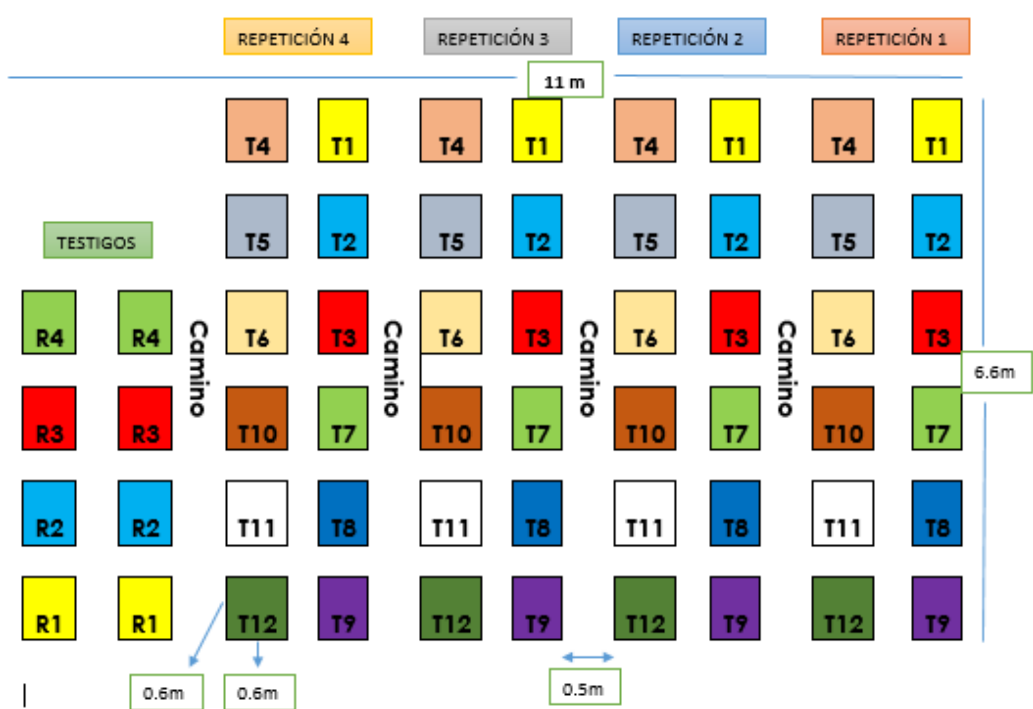 REPETICIÓN 4 REPETICIÓN 3 REPETICIÓN 2 REPETICIÓN 1
11 m
T4 T1 T4 T1 T4 T1 T4 T1
T5 T2 T5 T2 T5 T2 T5 T2
TESTIGOS
R4 R4 T6 T3 T6 T3 T6 T3 T6 T3
Camino Camino Camino Camino
6.6m
R3 R3 T10 T7 T10 T7 T10 T7 T10 T7
R2 R2 T11 T8 T11 T8 T11 T8 T11 T8
R1 R1 T12 T9 T12 T9 T12 T9 T12 T9
0.6m 0.6m 0.5m